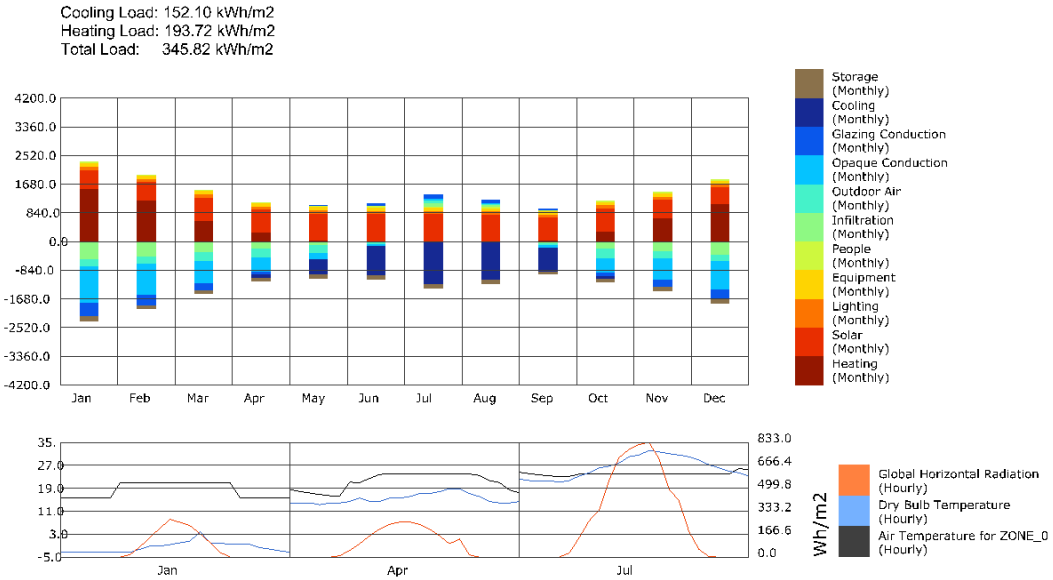 Cooling Load: 152.10 kWh/m2
Heating Load: 193.72 kWh/m2
Total Load: 345.82 kWh/m2
4200.0
3360.0
2520.0
1680.0
840.0
0.0
-840.0
-1680.0
-2520.0
-3360.0
-4200.0
Jan Feb Mar Apr May Jun Jul Aug Sep Oct Nov Dec
Storage
(Monthly)
Cooling
(Monthly)
Glazing Conduction
(Monthly)
Opaque Conduction
(Monthly)
Outdoor Air
(Monthly)
Infiltration
(Monthly)
People
(Monthly)
Equipment
(Monthly)
Lighting
(Monthly)
Solar
(Monthly)
Heating
(Monthly)
35.
27.0
19.0
11.0
3.0
-5.0
Jan Apr Jul
833.0
666.4
499.8
333.2
166.6
0.0
Wh/m2
Global Horizontal Radiation
(Hourly)
Dry Bulb Temperature
(Hourly)
Air Temperature for ZONE_0
(Hourly)